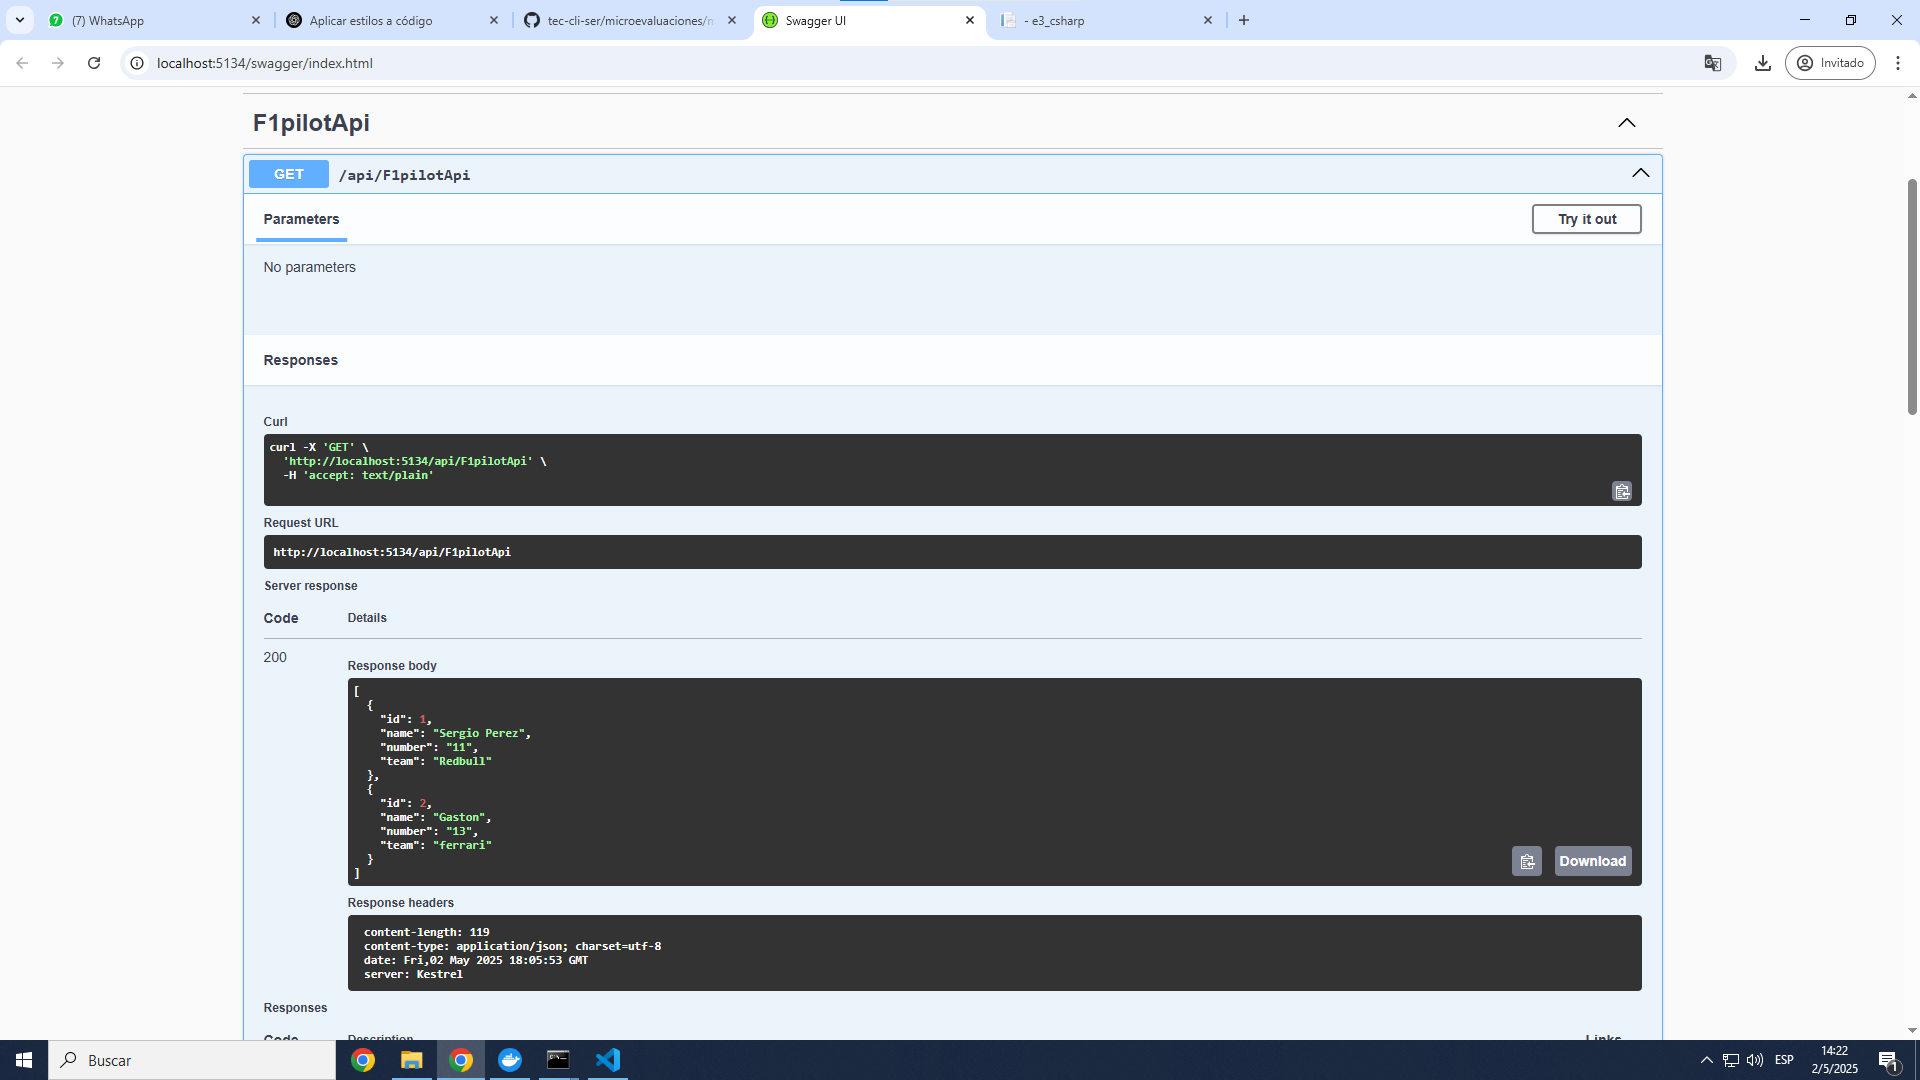 (7) WhatsApp
Aplicar estilos a código
tec-cli-ser/microevaluaciones/
Swagger UI
- e3_csharp
localhost:5134/swagger/index.html
Invitado
F1pilotApi
GET /api/F1pilotApi
Parameters
Try it out
No parameters
Responses
Curl
curl -X 'GET' \
'http://localhost:5134/api/F1pilotApi' \
-H 'accept: text/plain'
Request URL
http://localhost:5134/api/F1pilotApi
Server response
Code Details
200
Response body
[
{
"id": 1,
"name": "Sergio Perez",
"number": "11",
"team": "Redbull"
},
{
"id": 2,
"name": "Gaston",
"number": "13",
"team": "ferrari"
}
]
Download
Response headers
content-length: 119
content-type: application/json; charset=utf-8
date: Fri,02 May 2025 18:05:53 GMT
server: Kestrel
Responses
Code Description Links
Buscar
ESP
14:22
2/5/2025
1